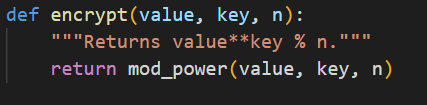 def encrypt(value, key, n):
    """Returns value**key % n."""
    return mod_power(value, key, n)